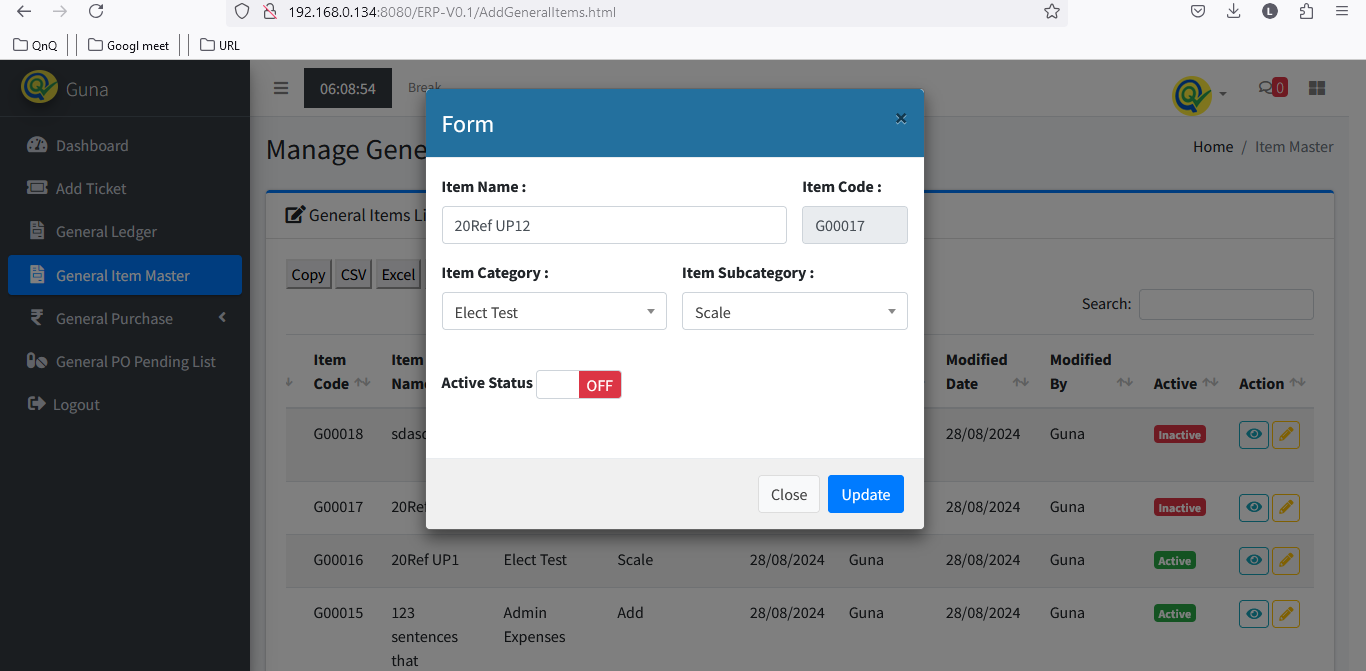 192.168.0.134:8080/ERP-V0.1/AddGeneralItems.html
L
QnQ
Googl meet
URL
Guna
06:08:54
Break
0
Dashboard
Add Ticket
General Ledger
General Item Master
General Purchase
General PO Pending List
Logout
Manage Gene
Home / Item Master
General Items Li
Copy CSV Excel
Search:
Form
×
Item Name :
Item Code :
20Ref UP12
G00017
Item Category :
Item Subcategory :
Elect Test
Scale
Active Status
OFF
Close
Update
Item Code
Item Name
Modified Date
Modified By
Active
Action
G00018 sdasd 28/08/2024 Guna Inactive
G00017 20Ref 28/08/2024 Guna Inactive
G00016 20Ref UP1 Elect Test Scale 28/08/2024 Guna 28/08/2024 Guna Active
G00015 123 Admin Add 28/08/2024 Guna 28/08/2024 Guna Active
sentences Expenses
that